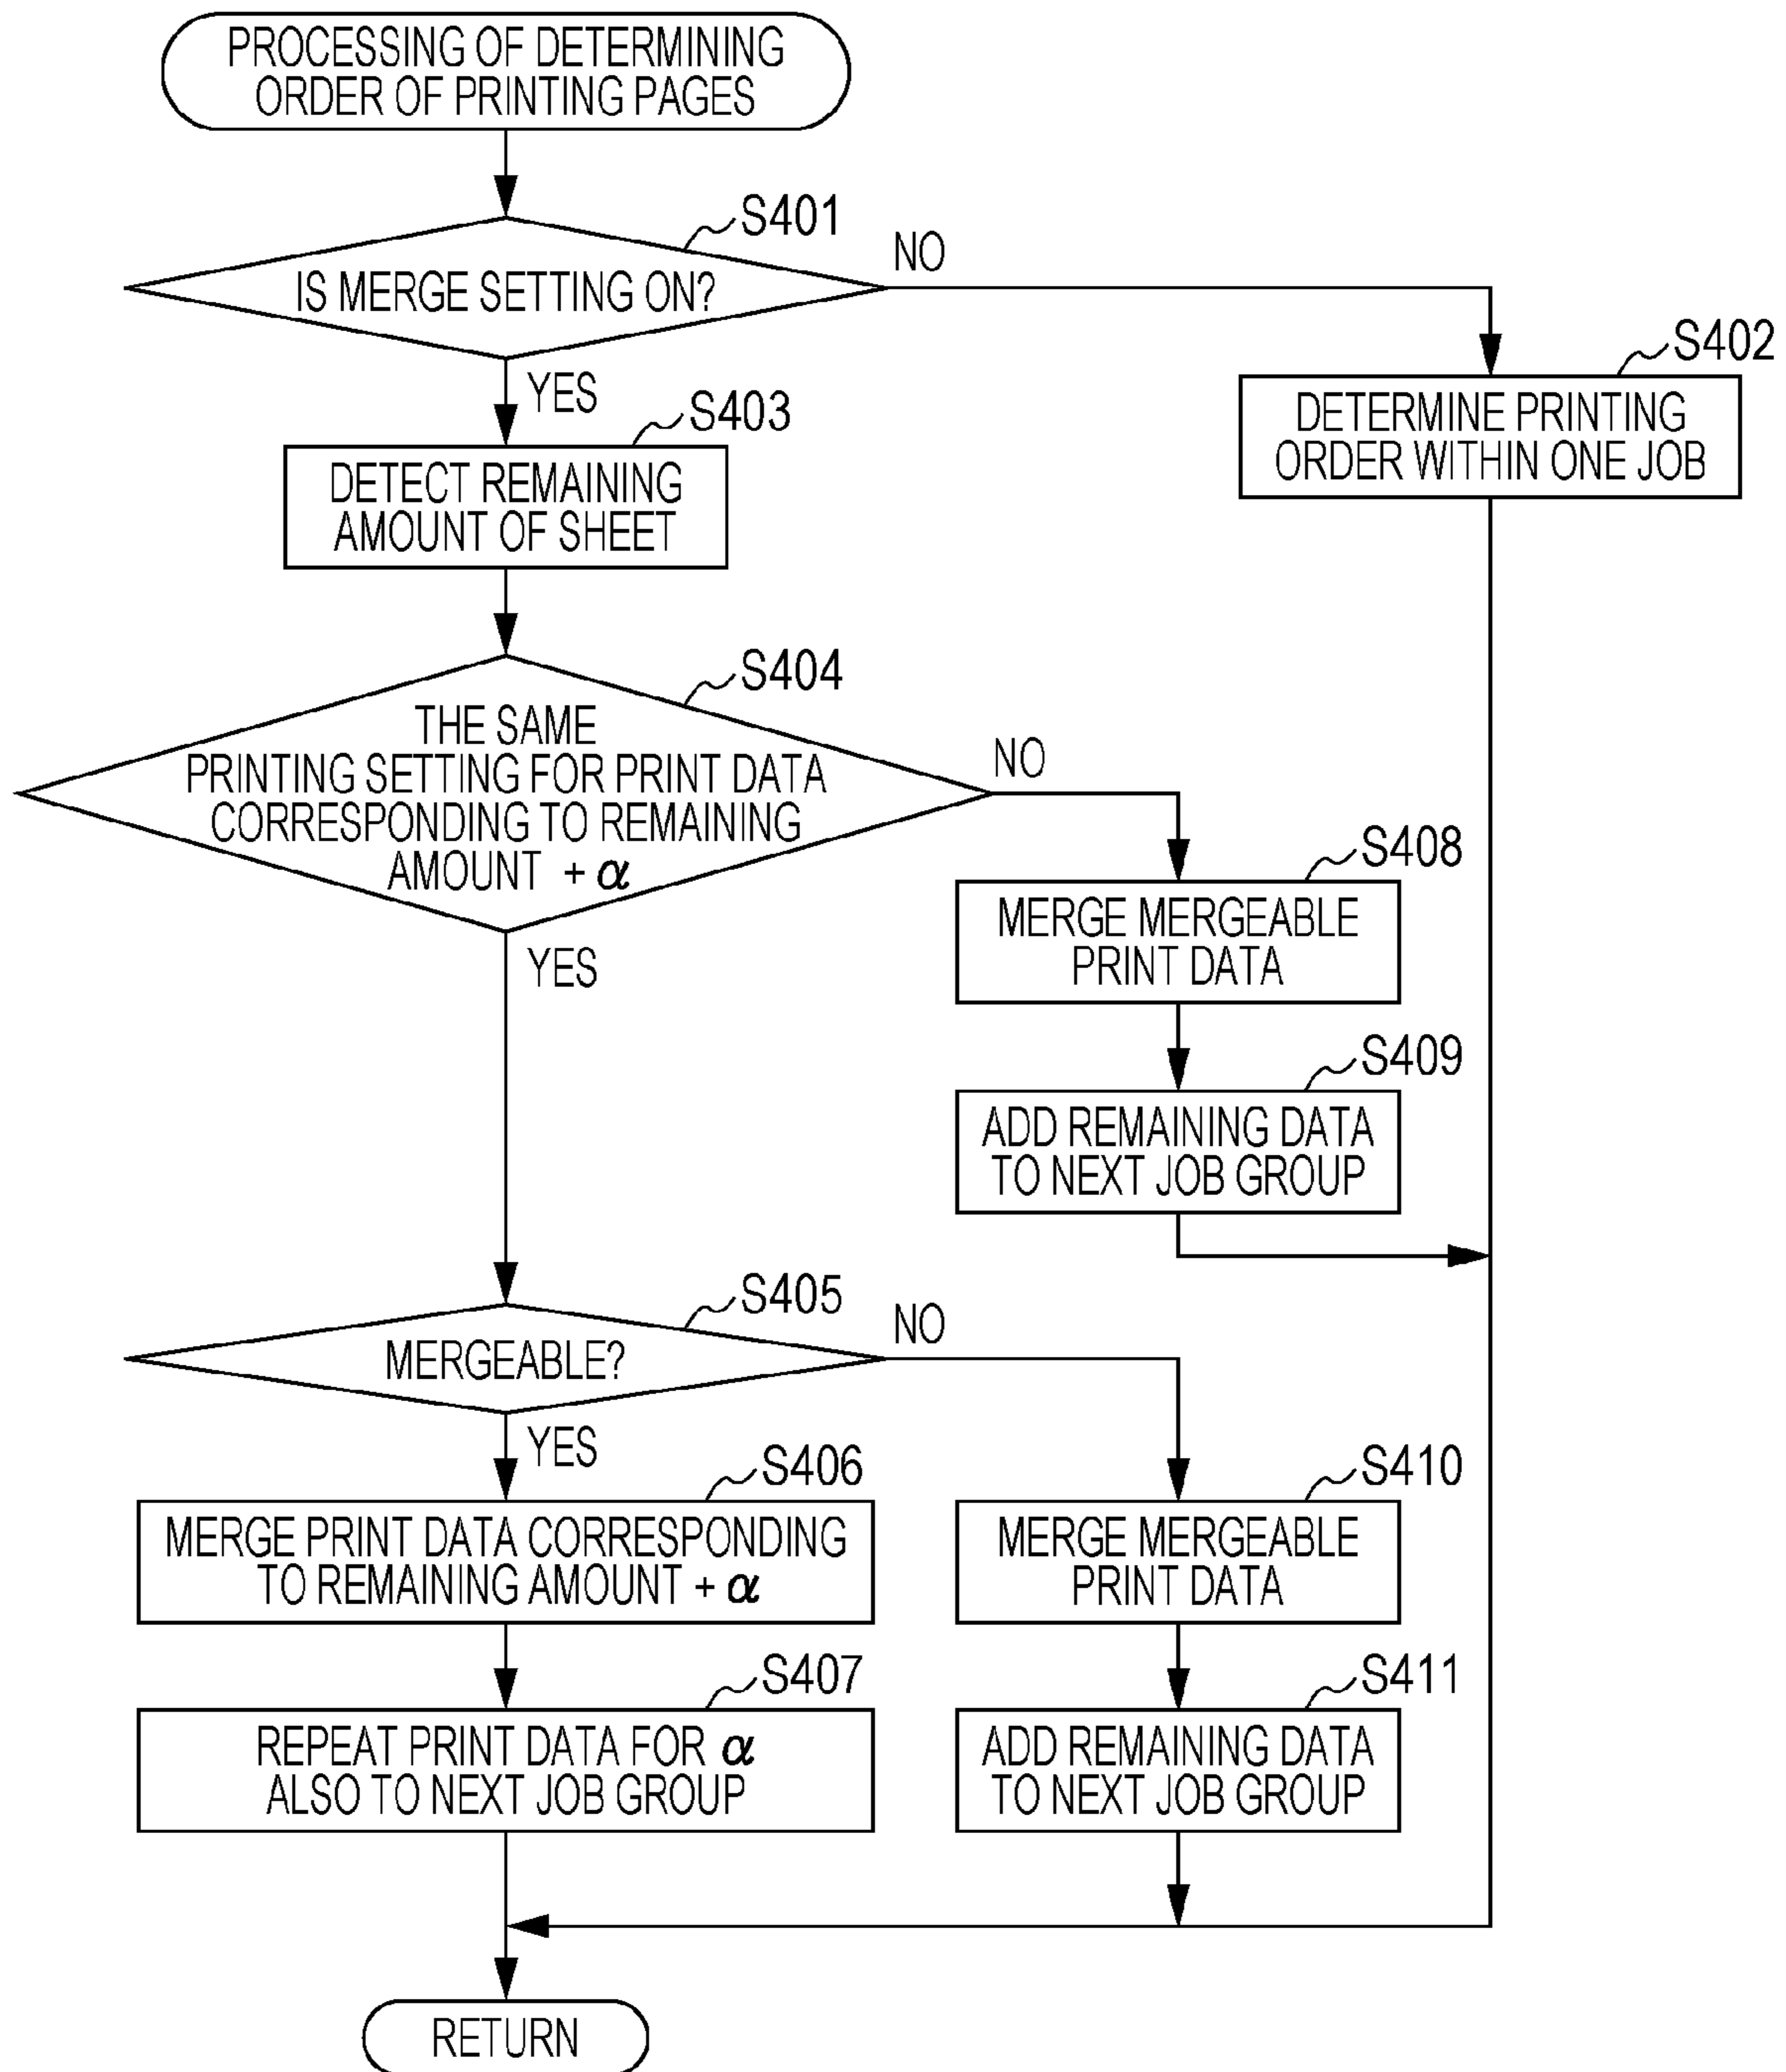 PROCESSING OF DETERMINING
ORDER OF PRINTING PAGES
S401
IS MERGE SETTING ON?
NO
YES
S402
DETERMINE PRINTING
ORDER WITHIN ONE JOB
S403
DETECT REMAINING
AMOUNT OF SHEET
S404
THE SAME
PRINTING SETTING FOR PRINT DATA
CORRESPONDING TO REMAINING
AMOUNT + α
NO
YES
S408
MERGE MERGEABLE
PRINT DATA
S409
ADD REMAINING DATA
TO NEXT JOB GROUP
S405
MERGEABLE?
NO
YES
S406
MERGE PRINT DATA CORRESPONDING
TO REMAINING AMOUNT + α
S410
MERGE MERGEABLE
PRINT DATA
S407
REPEAT PRINT DATA FOR α
ALSO TO NEXT JOB GROUP
S411
ADD REMAINING DATA
TO NEXT JOB GROUP
RETURN